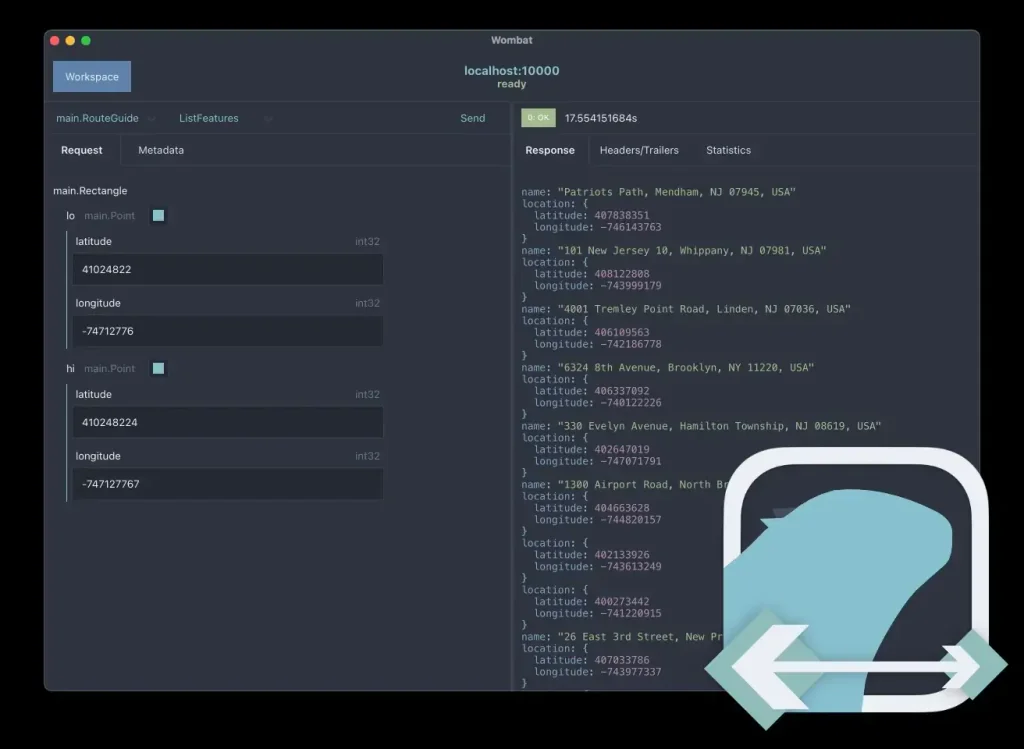 Wombat
Workspace
localhost:10000
ready
main.RouteGuide
ListFeatures
Send
0: OK
17.554151684s
Request
Metadata
Response
Headers/Trailers
Statistics
main.Rectangle
lo main.Point
latitude int32
41024822
longitude int32
-74712776
hi main.Point
latitude int32
410248224
longitude int32
-747127767
name: "Patriots Path, Mendham, NJ 07945, USA"
location: {
latitude: 407838351
longitude: -746143763
}
name: "101 New Jersey 10, Whippany, NJ 07981, USA"
location: {
latitude: 408122808
longitude: -743999179
}
name: "4001 Tremley Point Road, Linden, NJ 07036, USA"
location: {
latitude: 406109563
longitude: -742186778
}
name: "6324 8th Avenue, Brooklyn, NY 11220, USA"
location: {
latitude: 406337092
longitude: -740122226
}
name: "330 Evelyn Avenue, Hamilton Township, NJ 08619, USA"
location: {
latitude: 402647019
longitude: -747071791
}
name: "1300 Airport Road, North Br
location: {
latitude: 404663628
longitude: -744820157
}
location: {
latitude: 402133926
longitude: -743613249
}
location: {
latitude: 400273442
longitude: -741220915
}
name: "26 East 3rd Street, New Pr
location: {
latitude: 407033786
longitude: -743977337
}